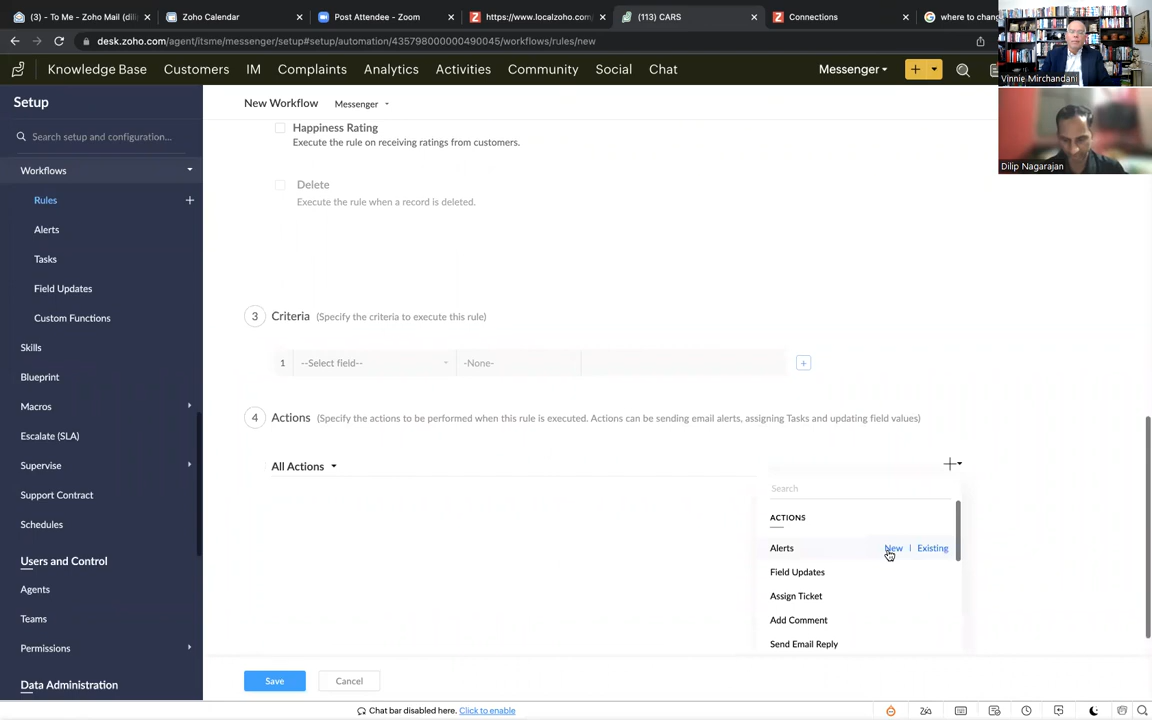 (3) - To Me - Zoho Mail (dili
Zoho Calendar
Post Attendee - Zoom
https://www.localzoho.com/
(113) CARS
Connections
where to chang
desk.zoho.com/agent/itsme/messenger/setup#setup/automation/435798000000490045/workflows/rules/new
Vinnie Mirchandani
Knowledge Base
Customers
IM
Complaints
Analytics
Activities
Community
Social
Chat
Messenger
Setup
New Workflow
Messenger
Search setup and configuration...
Happiness Rating
Execute the rule on receiving ratings from customers.
Dilip Nagarajan
Workflows
Delete
Execute the rule when a record is deleted.
Rules
Alerts
Tasks
Field Updates
Custom Functions
Skills
Blueprint
Macros
Escalate (SLA)
Supervise
Support Contract
Schedules
Users and Control
Agents
Teams
Permissions
Data Administration
3 Criteria (Specify the criteria to execute this rule)
1 --Select field-- -None-
4 Actions (Specify the actions to be performed when this rule is executed. Actions can be sending email alerts, assigning Tasks and updating field values)
All Actions
Search
ACTIONS
Alerts New | Existing
Field Updates
Assign Ticket
Add Comment
Send Email Reply
Save
Cancel
Chat bar disabled here. Click to enable